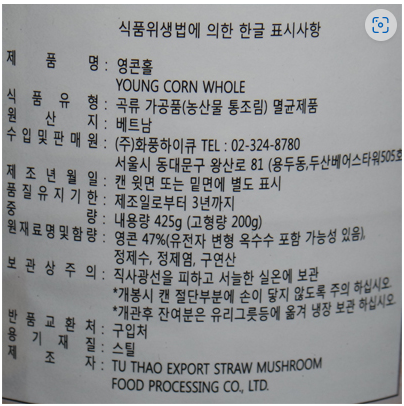 식품위생법에 의한 한글 표시사항
제 품 명 : 영콘홀
YOUNG CORN WHOLE
식 품 유 형 : 곡류 가공품(농산물 통조림) 멸균제품
원 산 지 : 베트남
수 입 및 판 매 원 : (주)화풍하이큐 TEL : 02-324-8780
서울시 동대문구 왕산로 81 (용두동,두산베어스타워505호
제 조 년 월 일 : 캔 윗면 또는 밑면에 별도 표시
품 질 유 지 기 한 : 제조일로부터 3년까지
중 량 : 내용량 425g (고형량 200g)
원재료명및함량 : 영콘 47%(유전자 변형 옥수수 포함 가능성 있음),
정제수, 정제염, 구연산
보 관 상 주 의 : 직사광선을 피하고 서늘한 실온에 보관
*개봉시 캔 절단부분에 손이 닿지 않도록 주의 하십시오.
*개관후 잔여분은 유리그릇등에 옮겨 냉장 보관 하십시오.
반 품 교 환 처 : 구입처
용 기 재 질 : 스틸
제 조 자 : TU THAO EXPORT STRAW MUSHROOM
FOOD PROCESSING CO., LTD.